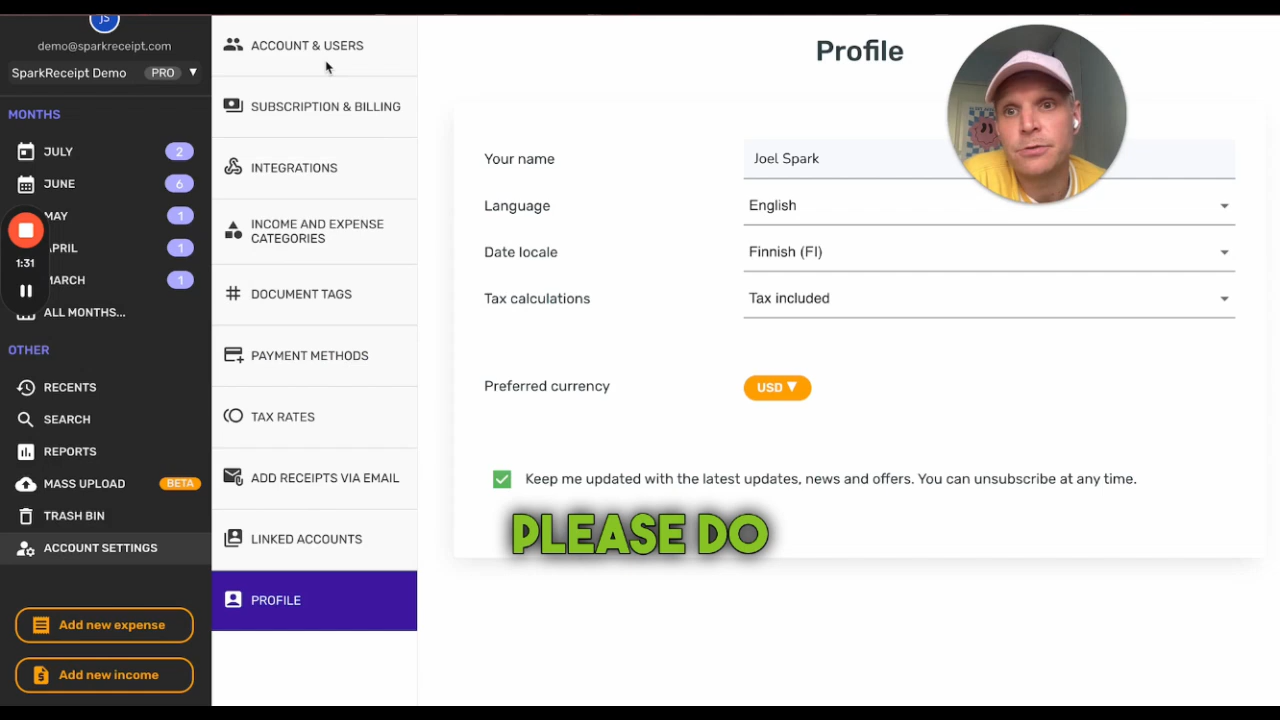 JS
demo@sparkreceipt.com
SparkReceipt Demo PRO
MONTHS
JULY 2
JUNE 6
MAY 1
APRIL 1
MARCH 1
ALL MONTHS...
1:31
OTHER
RECENTS
SEARCH
REPORTS
MASS UPLOAD BETA
TRASH BIN
ACCOUNT SETTINGS
Add new expense
Add new income
ACCOUNT & USERS
SUBSCRIPTION & BILLING
INTEGRATIONS
INCOME AND EXPENSE
CATEGORIES
DOCUMENT TAGS
PAYMENT METHODS
TAX RATES
ADD RECEIPTS VIA EMAIL
LINKED ACCOUNTS
PROFILE
Profile
Your name Joel Spark
Language English
Date locale Finnish (FI)
Tax calculations Tax included
Preferred currency USD
Keep me updated with the latest updates, news and offers. You can unsubscribe at any time.
PLEASE DO